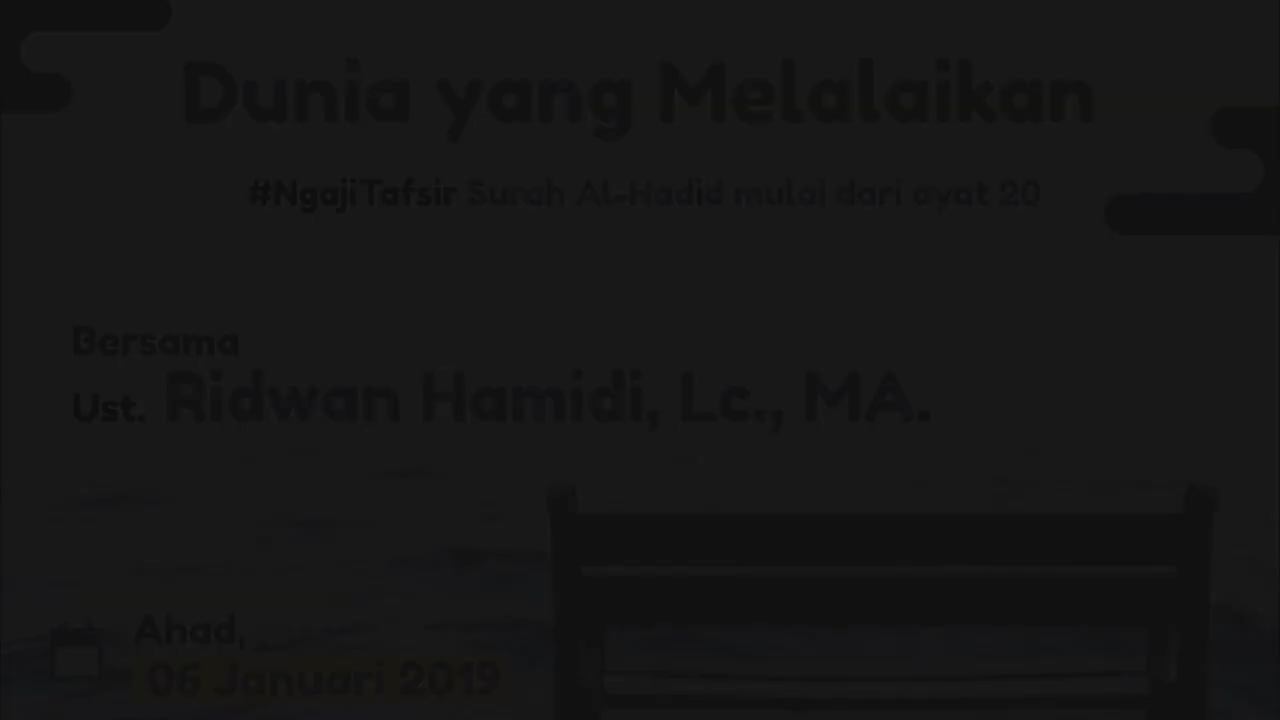 Dunia yang Melalaikan
#NgajiTafsir Surah Al-Hadid mulai dari ayat 20
Bersama
Ust. Ridwan Hamidi, Lc., MA.
Ahad,
06 Januari 2019